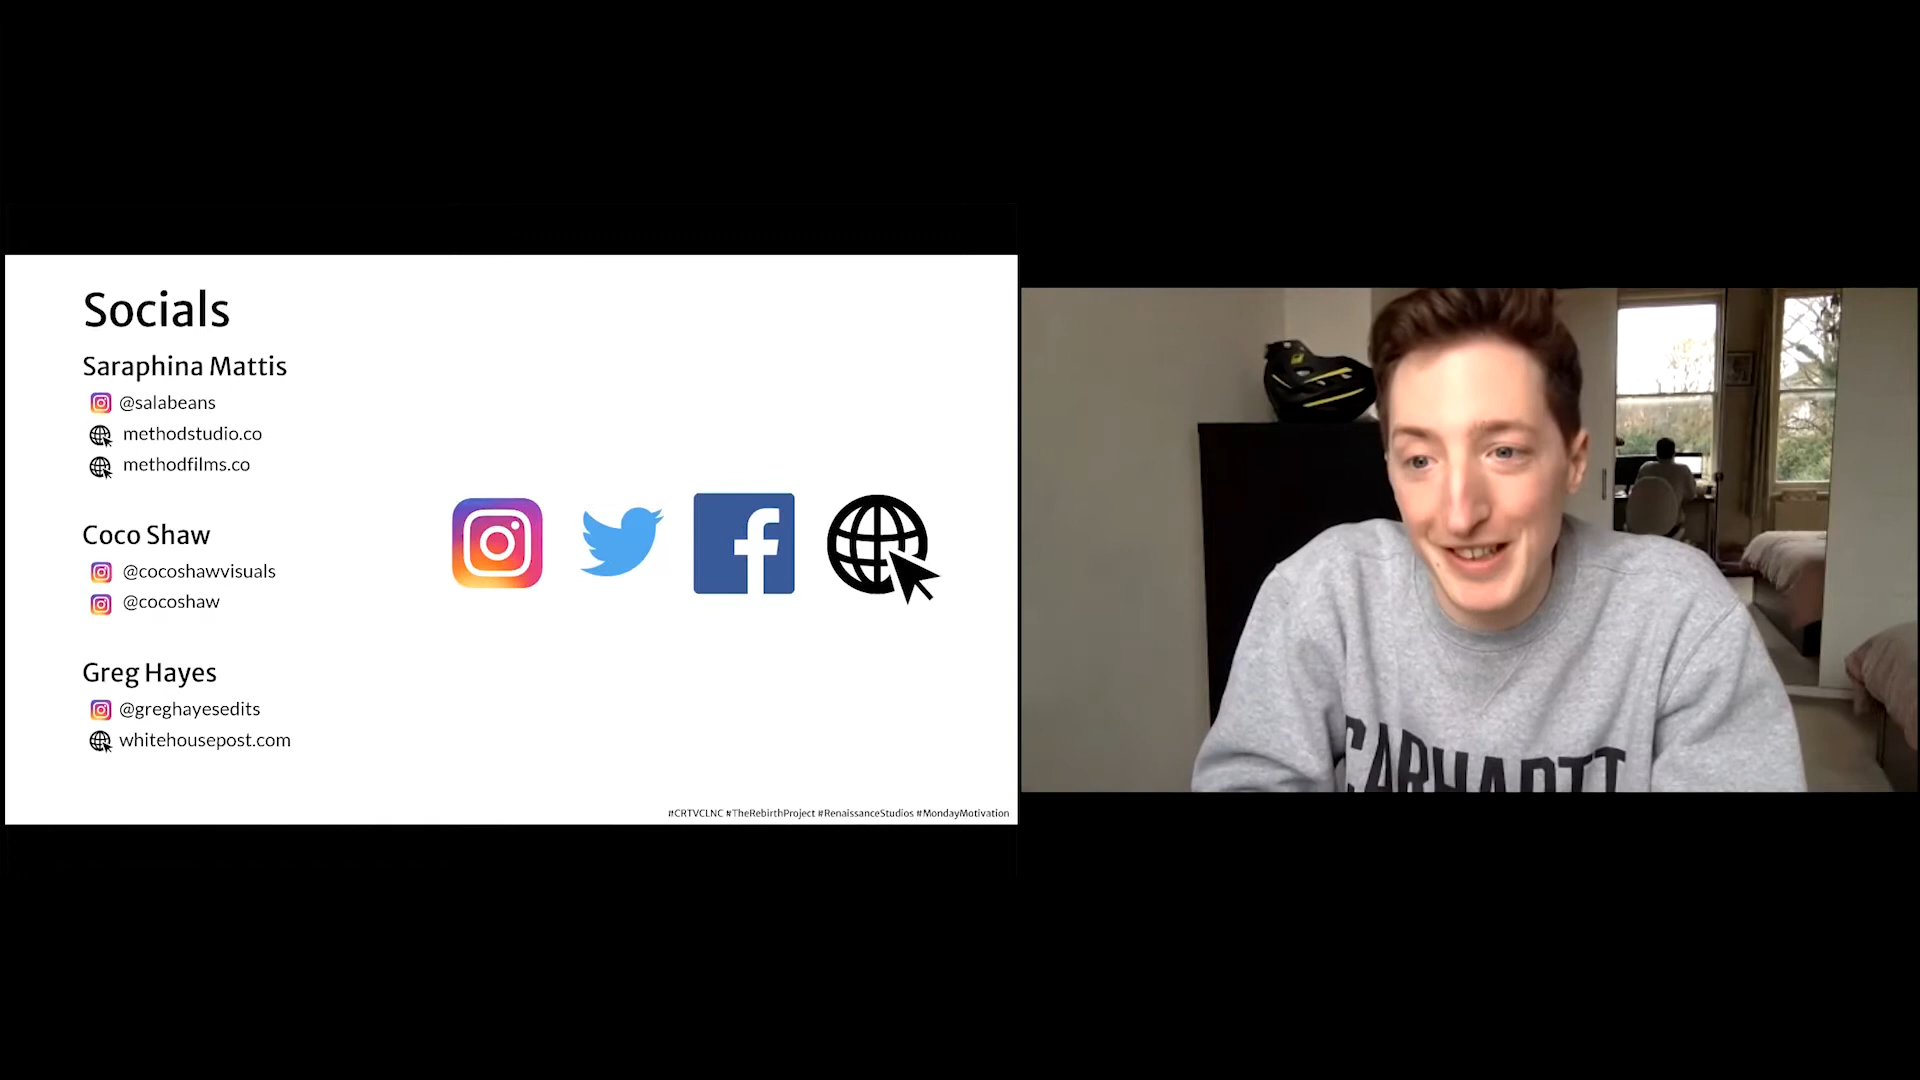 Socials
Saraphina Mattis
@salabeans
methodstudio.co
methodfilms.co
Coco Shaw
@cocoshawvisuals
@cocoshaw
Greg Hayes
@greghayesedits
whitehousepost.com
#CRTVCLNC #TheRebirthProject #RenaissanceStudios #MondayMotivation
CARHARTT